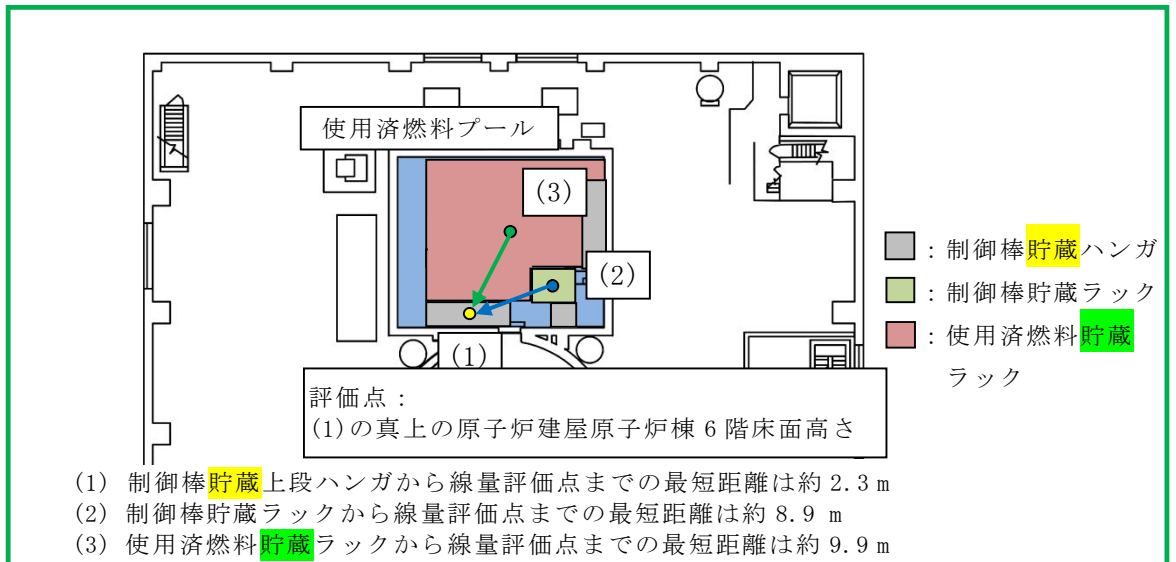 使用済燃料プール
(3)
(2)
(1)
：制御棒貯蔵ハンガ
：制御棒貯蔵ラック
：使用済燃料貯蔵
ラック
評価点：
(1)の真上の原子炉建屋原子炉棟6階床面高さ
(1) 制御棒貯蔵上段ハンガから線量評価点までの最短距離は約2.3m
(2) 制御棒貯蔵ラックから線量評価点までの最短距離は約8.9 m
(3) 使用済燃料貯蔵ラックから線量評価点までの最短距離は約9.9m